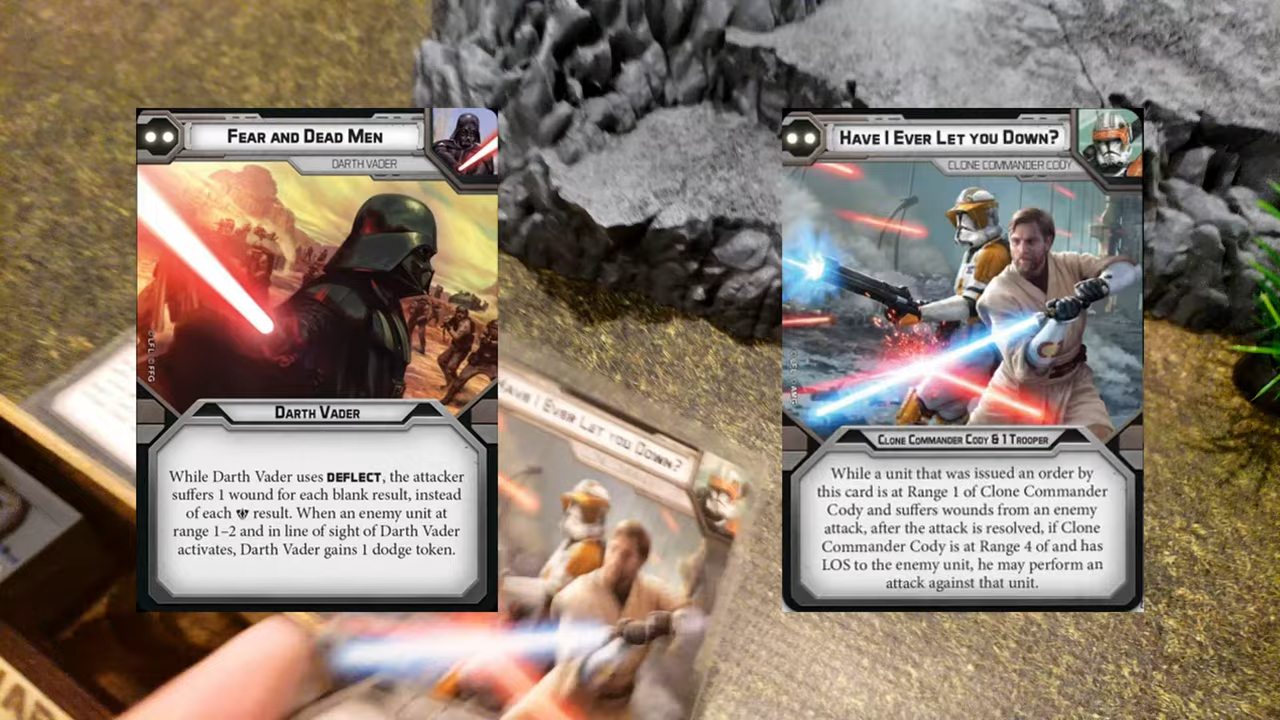 FEAR AND DEAD MEN
DARTH VADER
©LFL ©FFG
DARTH VADER
While Darth Vader uses DEFLECT, the attacker
suffers 1 wound for each blank result, instead
of each result. When an enemy unit at
range 1–2 and in line of sight of Darth Vader
activates, Darth Vader gains 1 dodge token.
HAVE I EVER LET YOU DOWN?
HAVE I EVER LET YOU DOWN?
CLONE COMMANDER CODY
CLONE COMMANDER CODY & 1 TROOPER
While a unit that was issued an order by
this card is at Range 1 of Clone Commander
Cody and suffers wounds from an enemy
attack, after the attack is resolved, if Clone
Commander Cody is at Range 4 of and has
LOS to the enemy unit, he may perform an
attack against that unit.